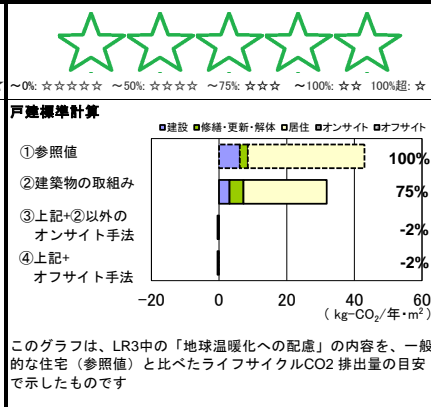 ～0%: ☆☆☆☆☆ ～50%: ☆☆☆☆ ～75%: ☆☆☆ ～100%: ☆☆ 100%超: ☆
戸建標準計算
■建設 ■修繕・更新・解体 □居住 ■オンサイト ■オフサイト
①参照値
100%
②建築物の取組み
75%
③上記+②以外の
オンサイト手法
-2%
④上記+
オフサイト手法
-2%
-20 0 20 40 60
( kg-CO2/年・m2 )
このグラフは、LR3中の「地球温暖化への配慮」の内容を、一般
的な住宅（参照値）と比べたライフサイクルCO2 排出量の目安
で示したものです